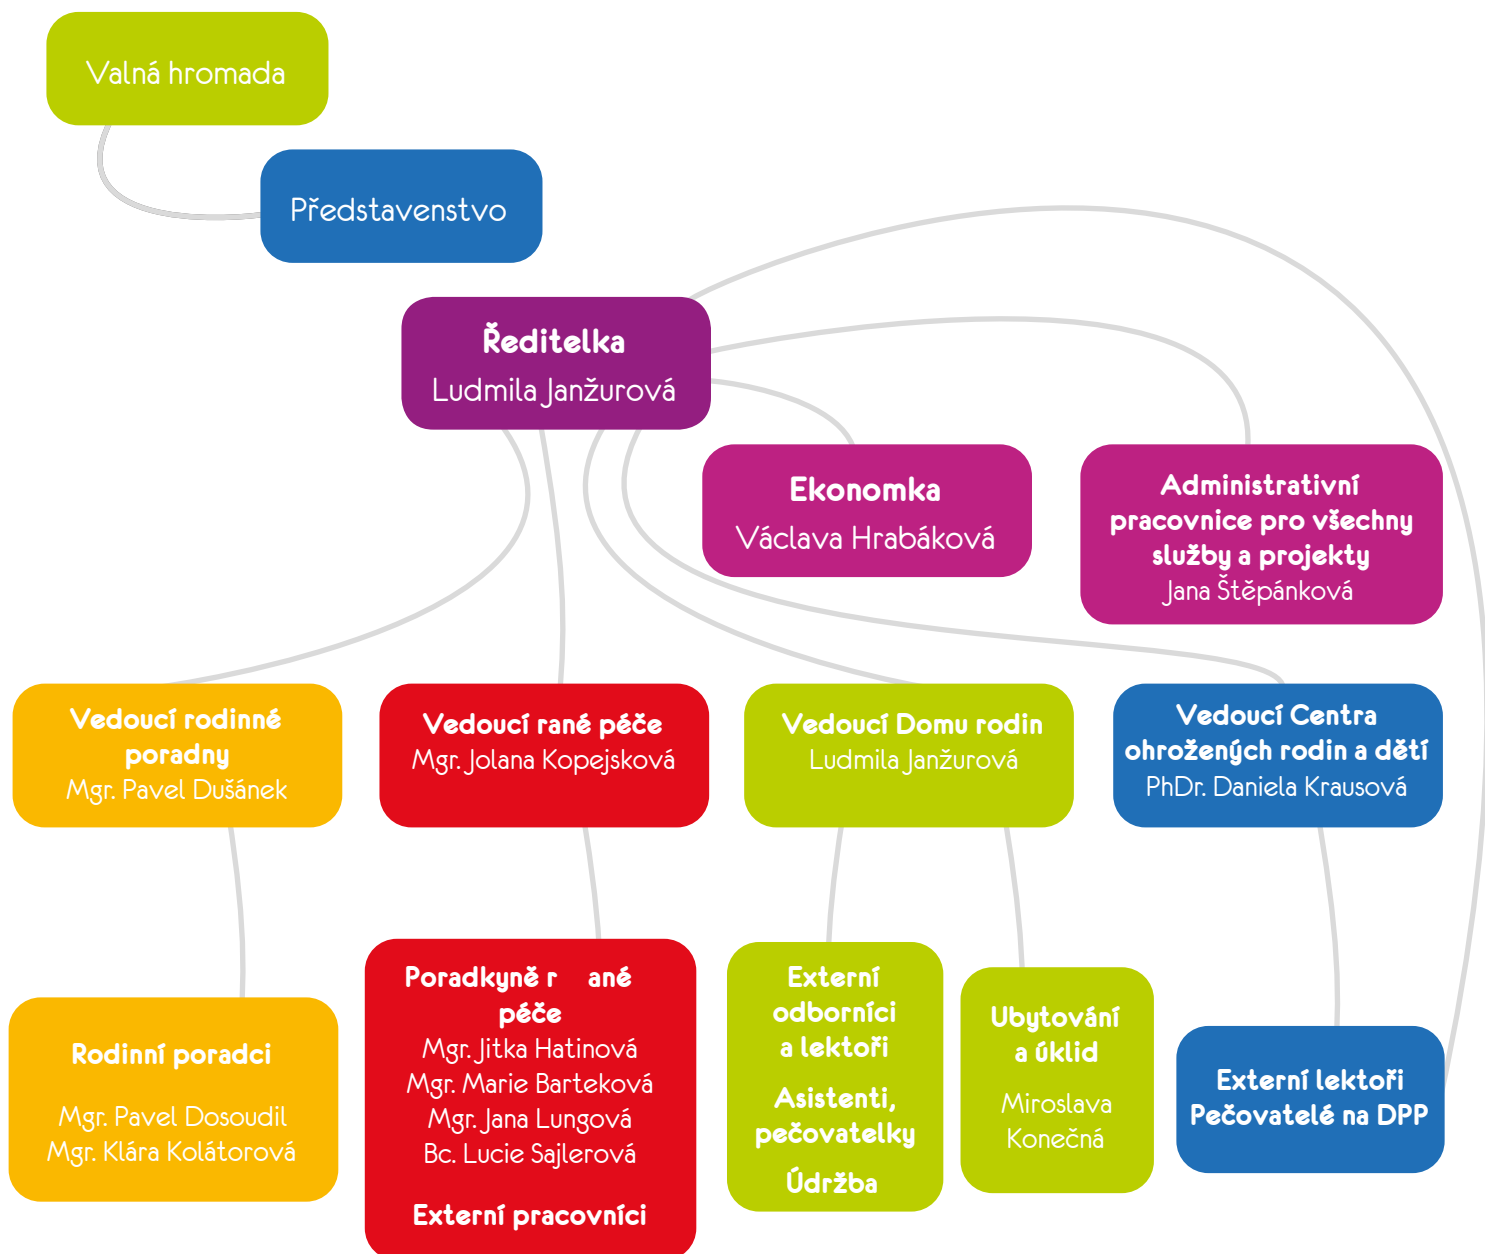 Valná hromada
Představenstvo
Ředitelka
Ludmila Janžurová
Ekonomka
Václava Hrabáková
Administrativní
pracovnice pro všechny
služby a projekty
Jana Štěpánková
Vedoucí rodinné
poradny
Mgr. Pavel Dušánek
Vedoucí rané péče
Mgr. Jolana Kopejsková
Vedoucí Domu rodin
Ludmila Janžurová
Vedoucí Centra
ohrožených rodin a dětí
PhDr. Daniela Krausová
Rodinní poradci
Mgr. Pavel Dosoudil
Mgr. Klára Kolátorová
Poradkyně r ané
péče
Mgr. Jitka Hatinová
Mgr. Marie Barteková
Mgr. Jana Lungová
Bc. Lucie Sajlerová
Externí pracovníci
Externí
odborníci
a lektoři
Asistenti,
pečovatelky
Údržba
Ubytování
a úklid
Miroslava
Konečná
Externí lektoři
Pečovatelé na DPP